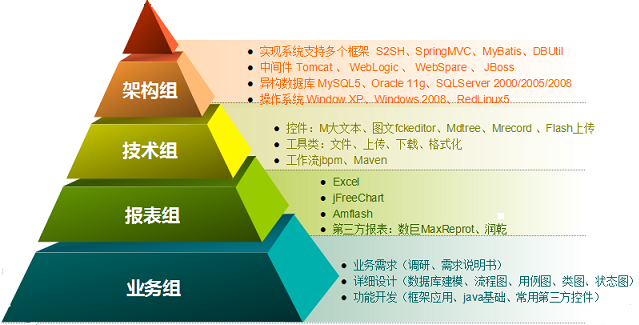 实现系统支持多个框架 S2SH、SpringMVC、MyBatis、DBUtil
中间件 Tomcat 、 WebLogic 、 WebSpare 、 JBoss
异构数据库 MySQL5、Oracle 11g、SQLServer 2000/2005/2008
操作系统 Window XP、Windows 2008、RedLinux5
架构组
控件：M大文本、图文fckeditor、Mdtree、Mrecord 、Flash上传
工具类：文件、上传、下载、格式化
工作流jbpm、Maven
技术组
Excel
jFreeChart
Amflash
第三方报表：数巨MaxReprot、润乾
报表组
业务需求（调研、需求说明书）
详细设计（数据库建模、流程图、用例图、类图、状态图）
功能开发（框架应用、java基础、常用第三方控件）
业务组